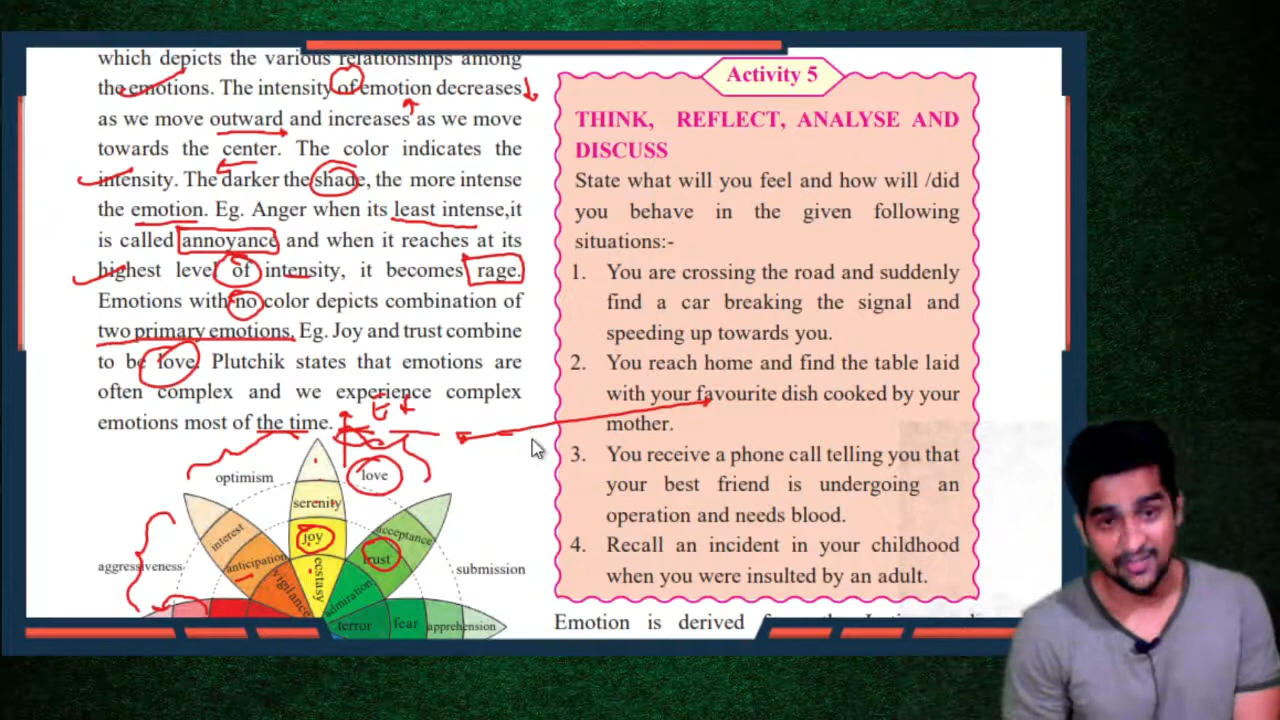 which depicts the various relationships among
the emotions. The intensity of emotion decreases
as we move outward and increases as we move
towards the center. The color indicates the
intensity. The darker the shade, the more intense
the emotion. Eg. Anger when its least intense,it
is called annoyance and when it reaches at its
highest level of intensity, it becomes rage.
Emotions with no color depicts combination of
two primary emotions. Eg. Joy and trust combine
to be love. Plutchik states that emotions are
often complex and we experience complex
emotions most of the time.
optimism
love
serenity
interest
joy
acceptance
anticipation
trust
aggressiveness
vigilance
ecstasy
admiration
submission
terror
fear
apprehension
Activity 5
THINK, REFLECT, ANALYSE AND
DISCUSS
State what will you feel and how will /did
you behave in the given following
situations:-
1. You are crossing the road and suddenly
find a car breaking the signal and
speeding up towards you.
2. You reach home and find the table laid
with your favourite dish cooked by your
mother.
3. You receive a phone call telling you that
your best friend is undergoing an
operation and needs blood.
4. Recall an incident in your childhood
when you were insulted by an adult.
Emotion is derived